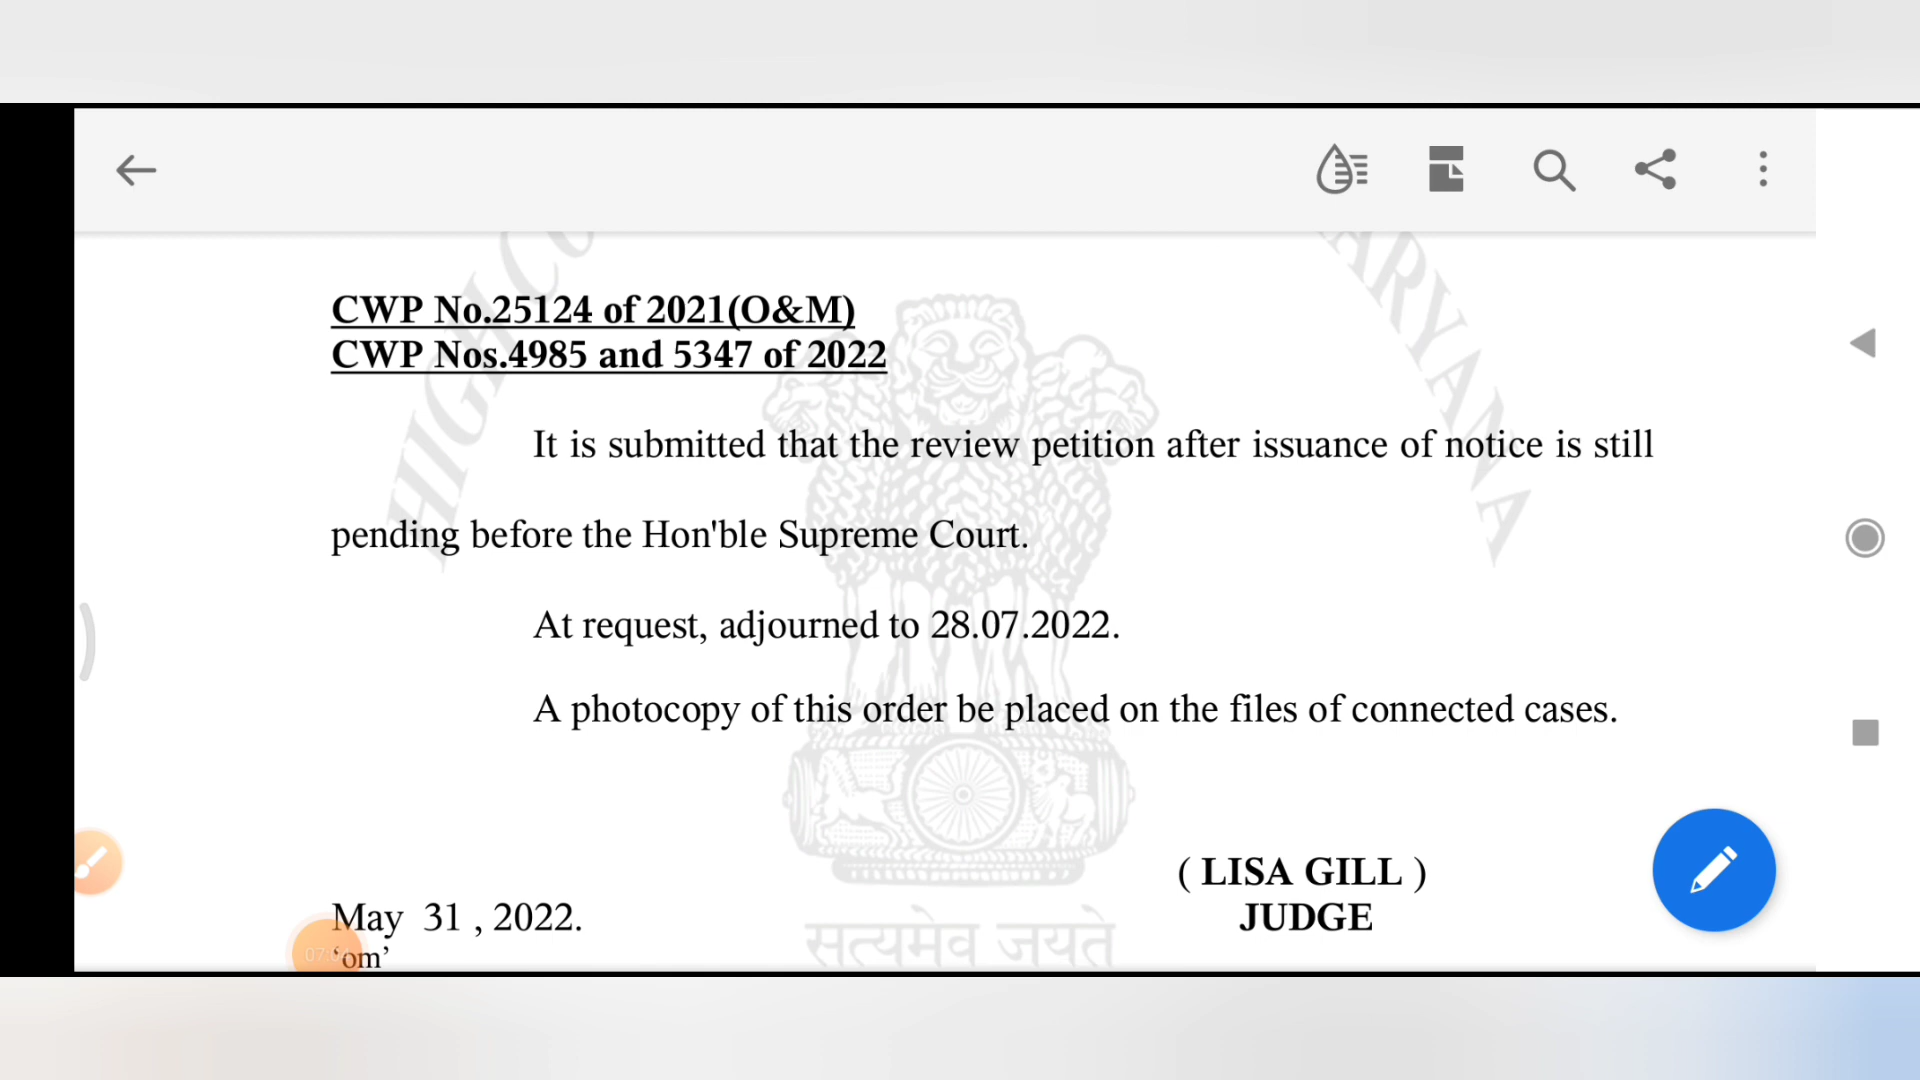 HIGH CO
ARYANA
CWP No.25124 of 2021(O&M)
CWP Nos.4985 and 5347 of 2022
It is submitted that the review petition after issuance of notice is still
pending before the Hon'ble Supreme Court.
At request, adjourned to 28.07.2022.
A photocopy of this order be placed on the files of connected cases.
( LISA GILL )
May 31 , 2022. JUDGE
‘om’
सत्यमेव जयते